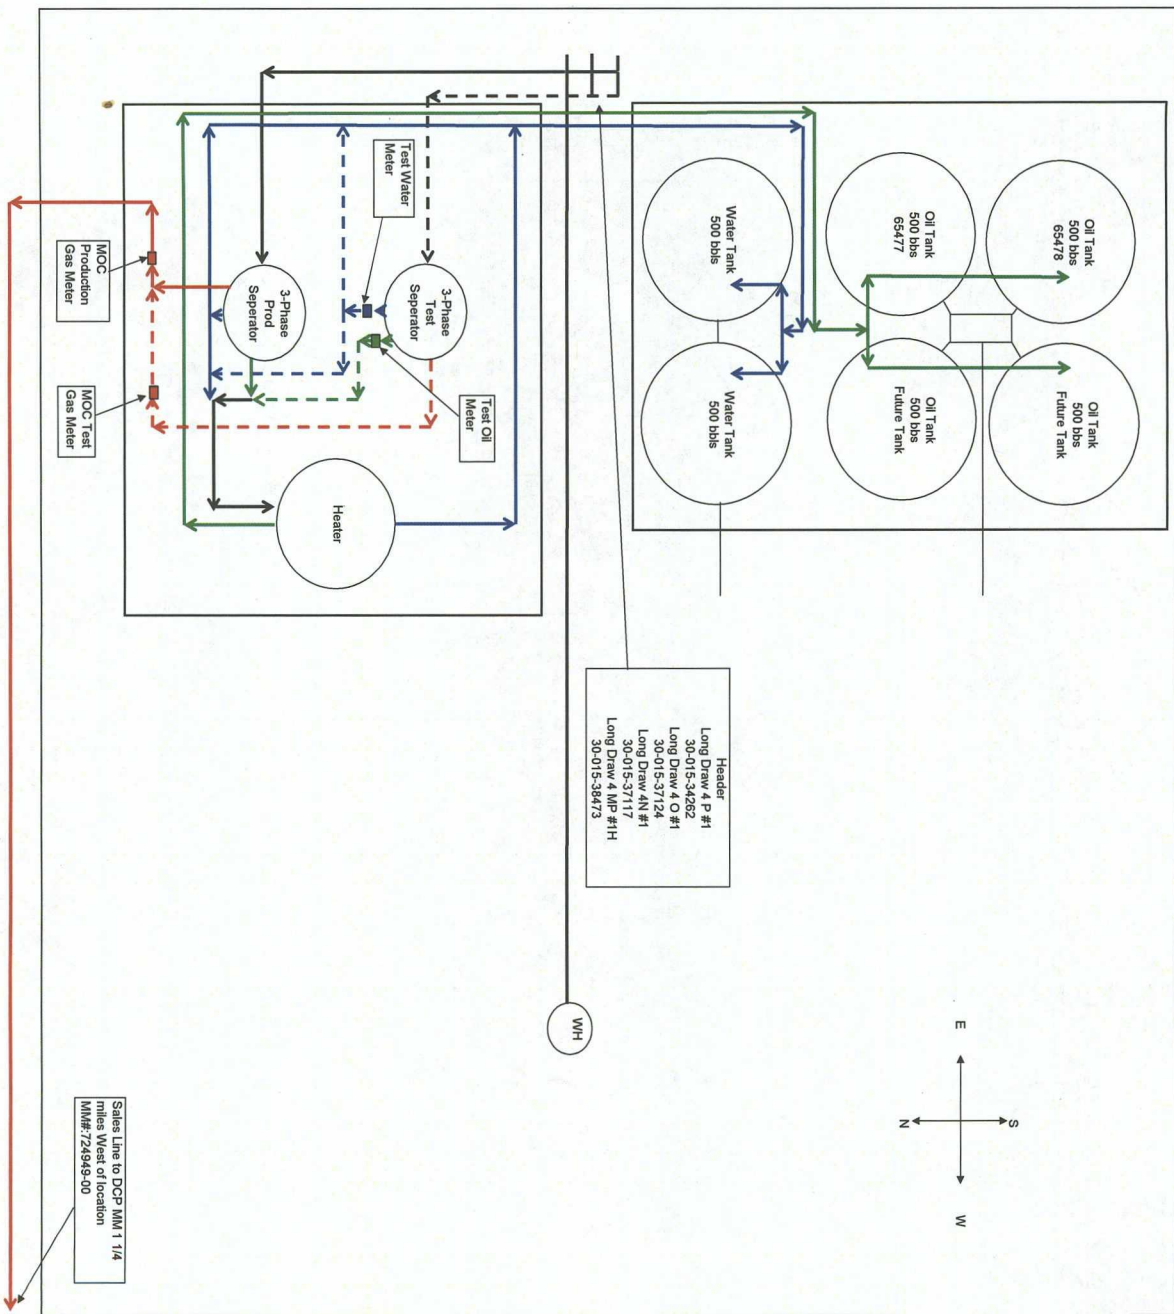 Oil Tank
500 bbs
65478
Oil Tank
500 bbs
65477
Water Tank
500 bbls
Oil Tank
500 bbs
Future Tank
Oil Tank
500 bbs
Future Tank
Water Tank
500 bbls
Test Water
Meter
3-Phase
Test
Seperator
3-Phase
Prod
Seperator
MOC
Production
Gas Meter
Test Oil
Meter
MOC Test
Gas Meter
Heater
Header
Long Draw 4 P #1
30-015-34262
Long Draw 4 O #1
30-015-37124
Long Draw 4N #1
30-015-37117
Long Draw 4 MP #1H
30-015-38473
WH
E
S
N
W
Sales Line to DCP MM 1 1/4
miles West of location
MM#:724949-00